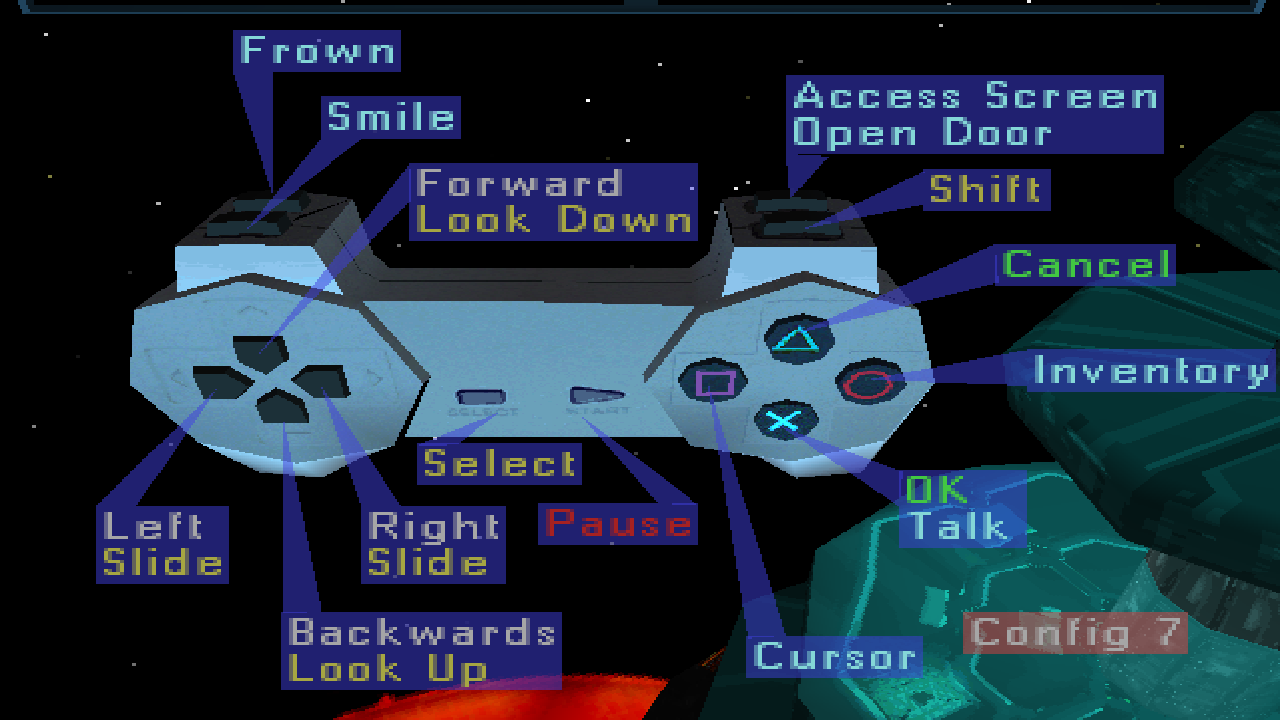 Frown
Smile
Access Screen
Open Door
Forward
Look Down
Shift
Cancel
Inventory
SELECT
START
Select
OK
Talk
Left
Slide
Right
Slide
Pause
Backwards
Look Up
Cursor
Config 7